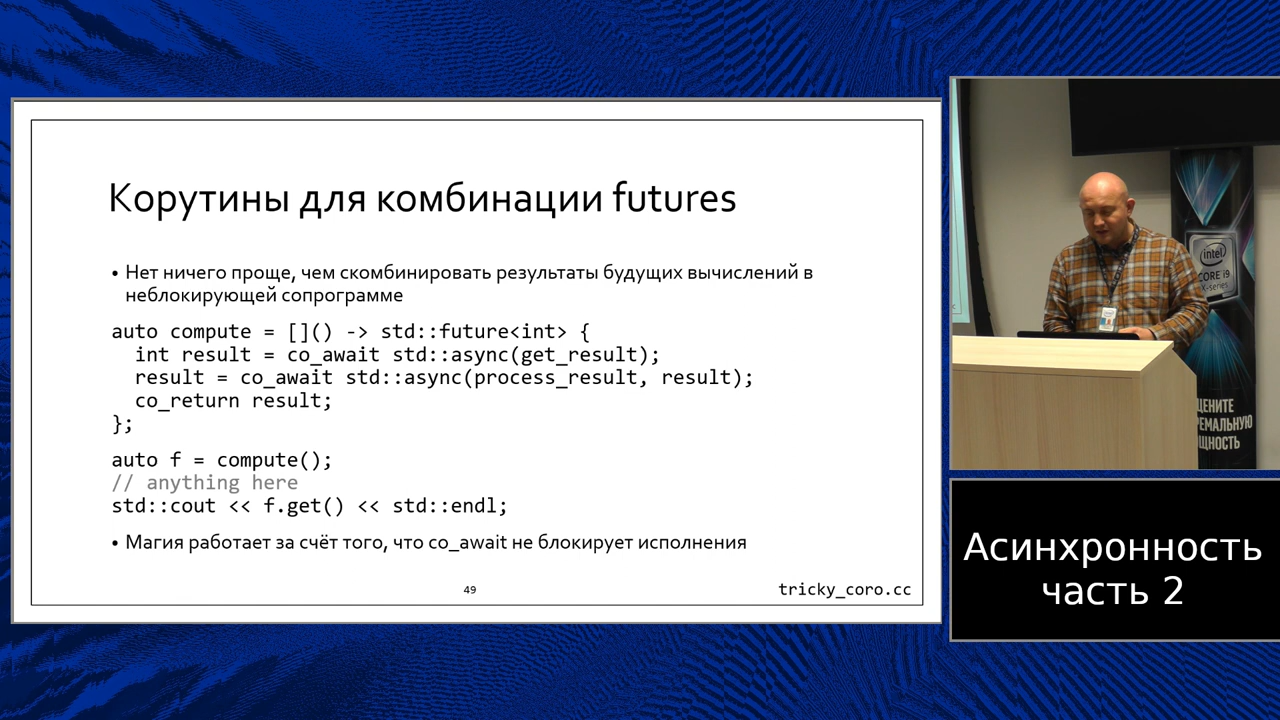 Корутины для комбинации futures
• Нет ничего проще, чем скомбинировать результаты будущих вычислений в
неблокирующей сопрограмме
auto compute = []() -> std::future<int> {
  int result = co_await std::async(get_result);
  result = co_await std::async(process_result, result);
  co_return result;
};
auto f = compute();
// anything here
std::cout << f.get() << std::endl;
• Магия работает за счёт того, что co_await не блокирует исполнения
49
tricky_coro.cc
intel
CORE i9
X-series
ЦЕНИТЕ
РЕМАЛЬНУЮ
ЩНОСТЬ
Асинхронность
часть 2